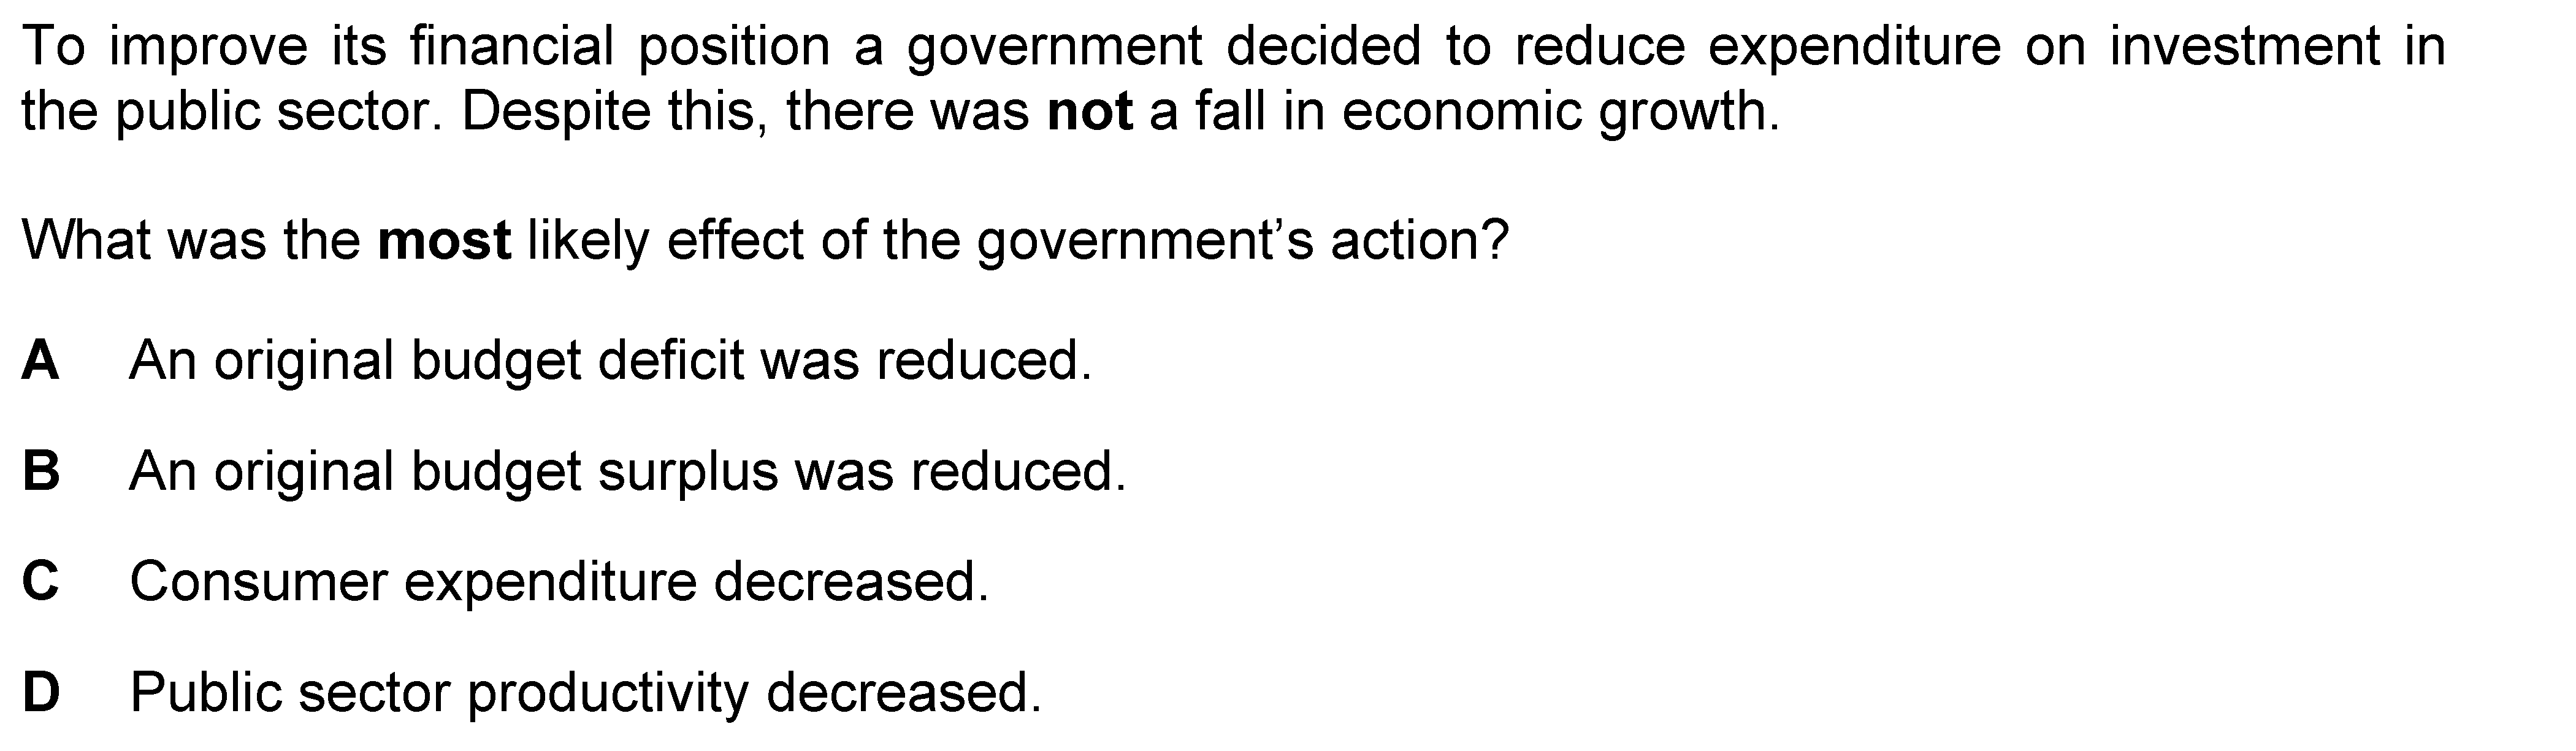 To improve its financial position a government decided to reduce expenditure on investment in
the public sector. Despite this, there was not a fall in economic growth.
What was the most likely effect of the government’s action?
A An original budget deficit was reduced.
B An original budget surplus was reduced.
C Consumer expenditure decreased.
D Public sector productivity decreased.